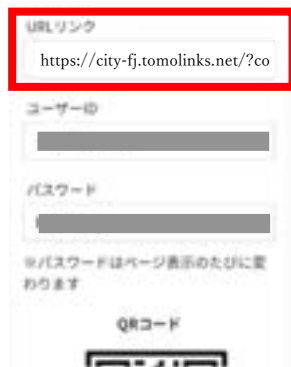 URLリンク
https://city-fj.tomolinks.net/?co
ユーザーID
パスワード
※パスワードはページ表示のたびに変
わります
QRコード